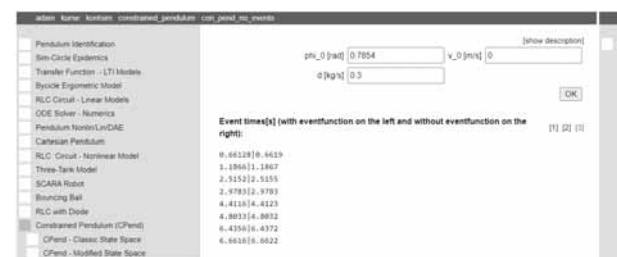 adam kurse kontism constrained_pendulum con_pend_no_events
[show description]
Pendulum Identification
Sim-Circle Epidemics
Transfer Function - LTI Models
Bycicle Ergometric Model
RLC Circuit - Linear Models
ODE Solver - Numerics
Pendulum Nonlin/Lin/DAE
Cartesian Pendulum
RLC Circuit - Nonlinear Model
Three-Tank Model
SCARA Robot
Bouncing Ball
RLC with Diode
Constrained Pendulum (CPend)
CPend - Classic State Space
CPend - Modified State Space
phi_0 [rad] 0.7854 v_0 [m/s] 0
d [kg/s] 0.3
OK
Event times[s] (with eventfunction on the left and without eventfunction on the
right):
[1] [2] [3]
0.66128|0.6619
1.1866|1.1867
2.5152|2.5155
2.9783|2.9783
4.4116|4.4123
4.8033|4.8032
6.4356|6.4372
6.6616|6.6622